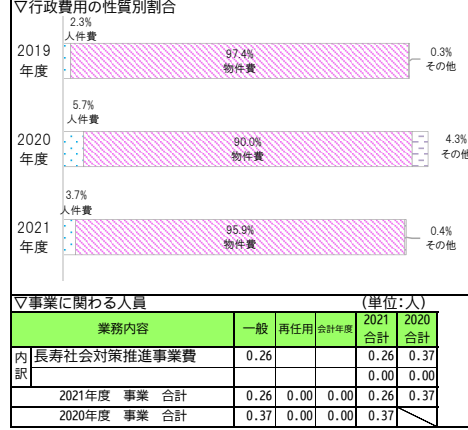 ▽行政費用の性質別割合
2.3%
人件費
2019
年度
97.4%
物件費
0.3%
その他
5.7%
人件費
2020
年度
90.0%
物件費
4.3%
その他
3.7%
人件費
2021
年度
95.9%
物件費
0.4%
その他
▽事業に関わる人員 (単位:人)
業務内容 一般 再任用 会計年度 2021合計 2020合計
内訳 長寿社会対策推進事業費 0.26 0.26 0.37
0.00 0.00
2021年度 事業 合計 0.26 0.00 0.00 0.26 0.37
2020年度 事業 合計 0.37 0.00 0.00 0.37